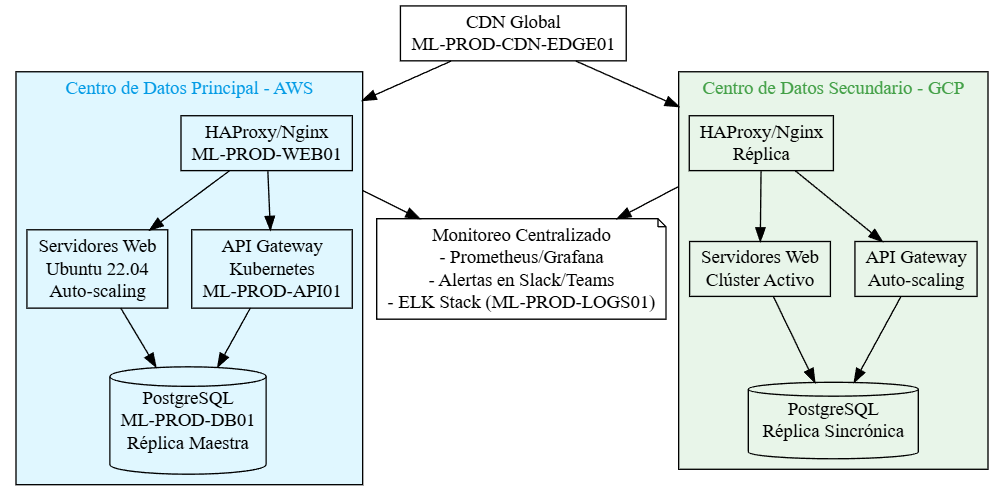 CDN Global
ML-PROD-CDN-EDGE01
Centro de Datos Principal - AWS
HAProxy/Nginx
ML-PROD-WEB01
Servidores Web
Ubuntu 22.04
Auto-scaling
API Gateway
Kubernetes
ML-PROD-API01
PostgreSQL
ML-PROD-DB01
Réplica Maestra
Monitoreo Centralizado
- Prometheus/Grafana
- Alertas en Slack/Teams
- ELK Stack (ML-PROD-LOGS01)
Centro de Datos Secundario - GCP
HAProxy/Nginx
Réplica
Servidores Web
Clúster Activo
API Gateway
Auto-scaling
PostgreSQL
Réplica Sincrónica